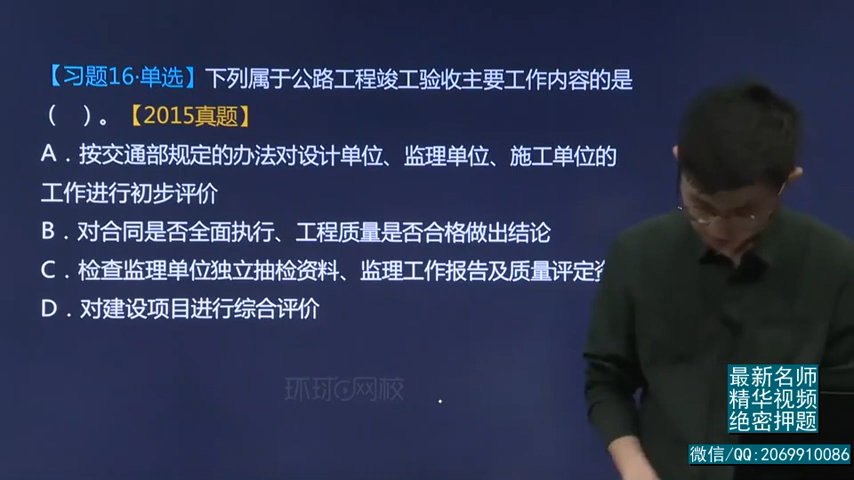 【习题16·单选】下列属于公路工程竣工验收主要工作内容的是
（ ）。【2015真题】
A．按交通部规定的办法对设计单位、监理单位、施工单位的
工作进行初步评价
B．对合同是否全面执行、工程质量是否合格做出结论
C．检查监理单位独立抽检资料、监理工作报告及质量评定资
D．对建设项目进行综合评价
环球网校
最新名师
精华视频
绝密押题
微信/QQ:2069910086